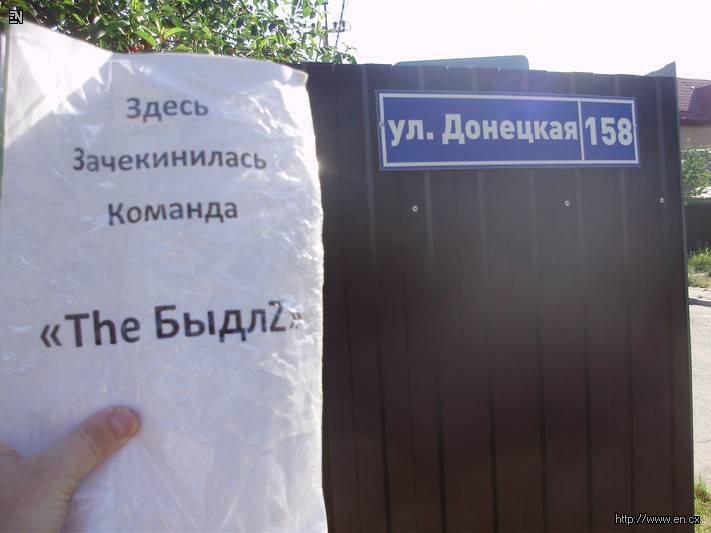 EN
Здесь
Зачекинилась
Команда
«The Быдл2»
ул. Донецкая 158
http://www.en.cx